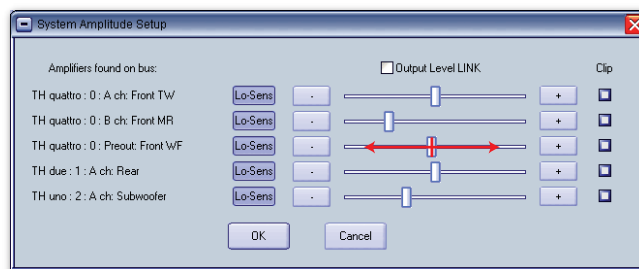 System Amplitude Setup
Amplifiers found on bus: Output Level LINK Clip
TH quattro : 0 : A ch: Front TW Lo-Sens - +
TH quattro : 0 : B ch: Front MR Lo-Sens - +
TH quattro : 0 : Preout: Front WF Lo-Sens - +
TH due : 1 : A ch: Rear Lo-Sens - +
TH uno : 2 : A ch: Subwoofer Lo-Sens - +
OK Cancel